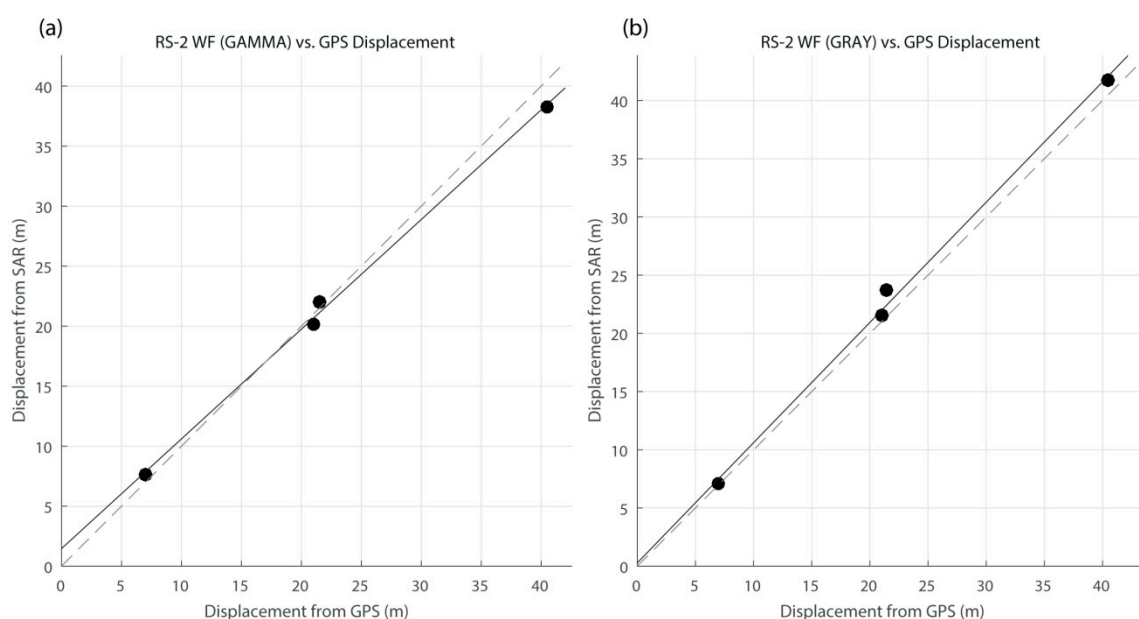 (a)
RS-2 WF (GAMMA) vs. GPS Displacement
Displacement from SAR (m)
40
35
30
25
20
15
10
5
0
0 5 10 15 20 25 30 35 40
Displacement from GPS (m)
(b)
RS-2 WF (GRAY) vs. GPS Displacement
Displacement from SAR (m)
40
35
30
25
20
15
10
5
0
0 5 10 15 20 25 30 35 40
Displacement from GPS (m)